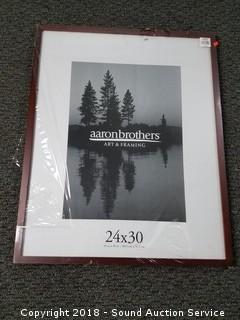 aaronbrothers
ART & FRAMING
24x30
Copyright 2018 - Sound Auction Service